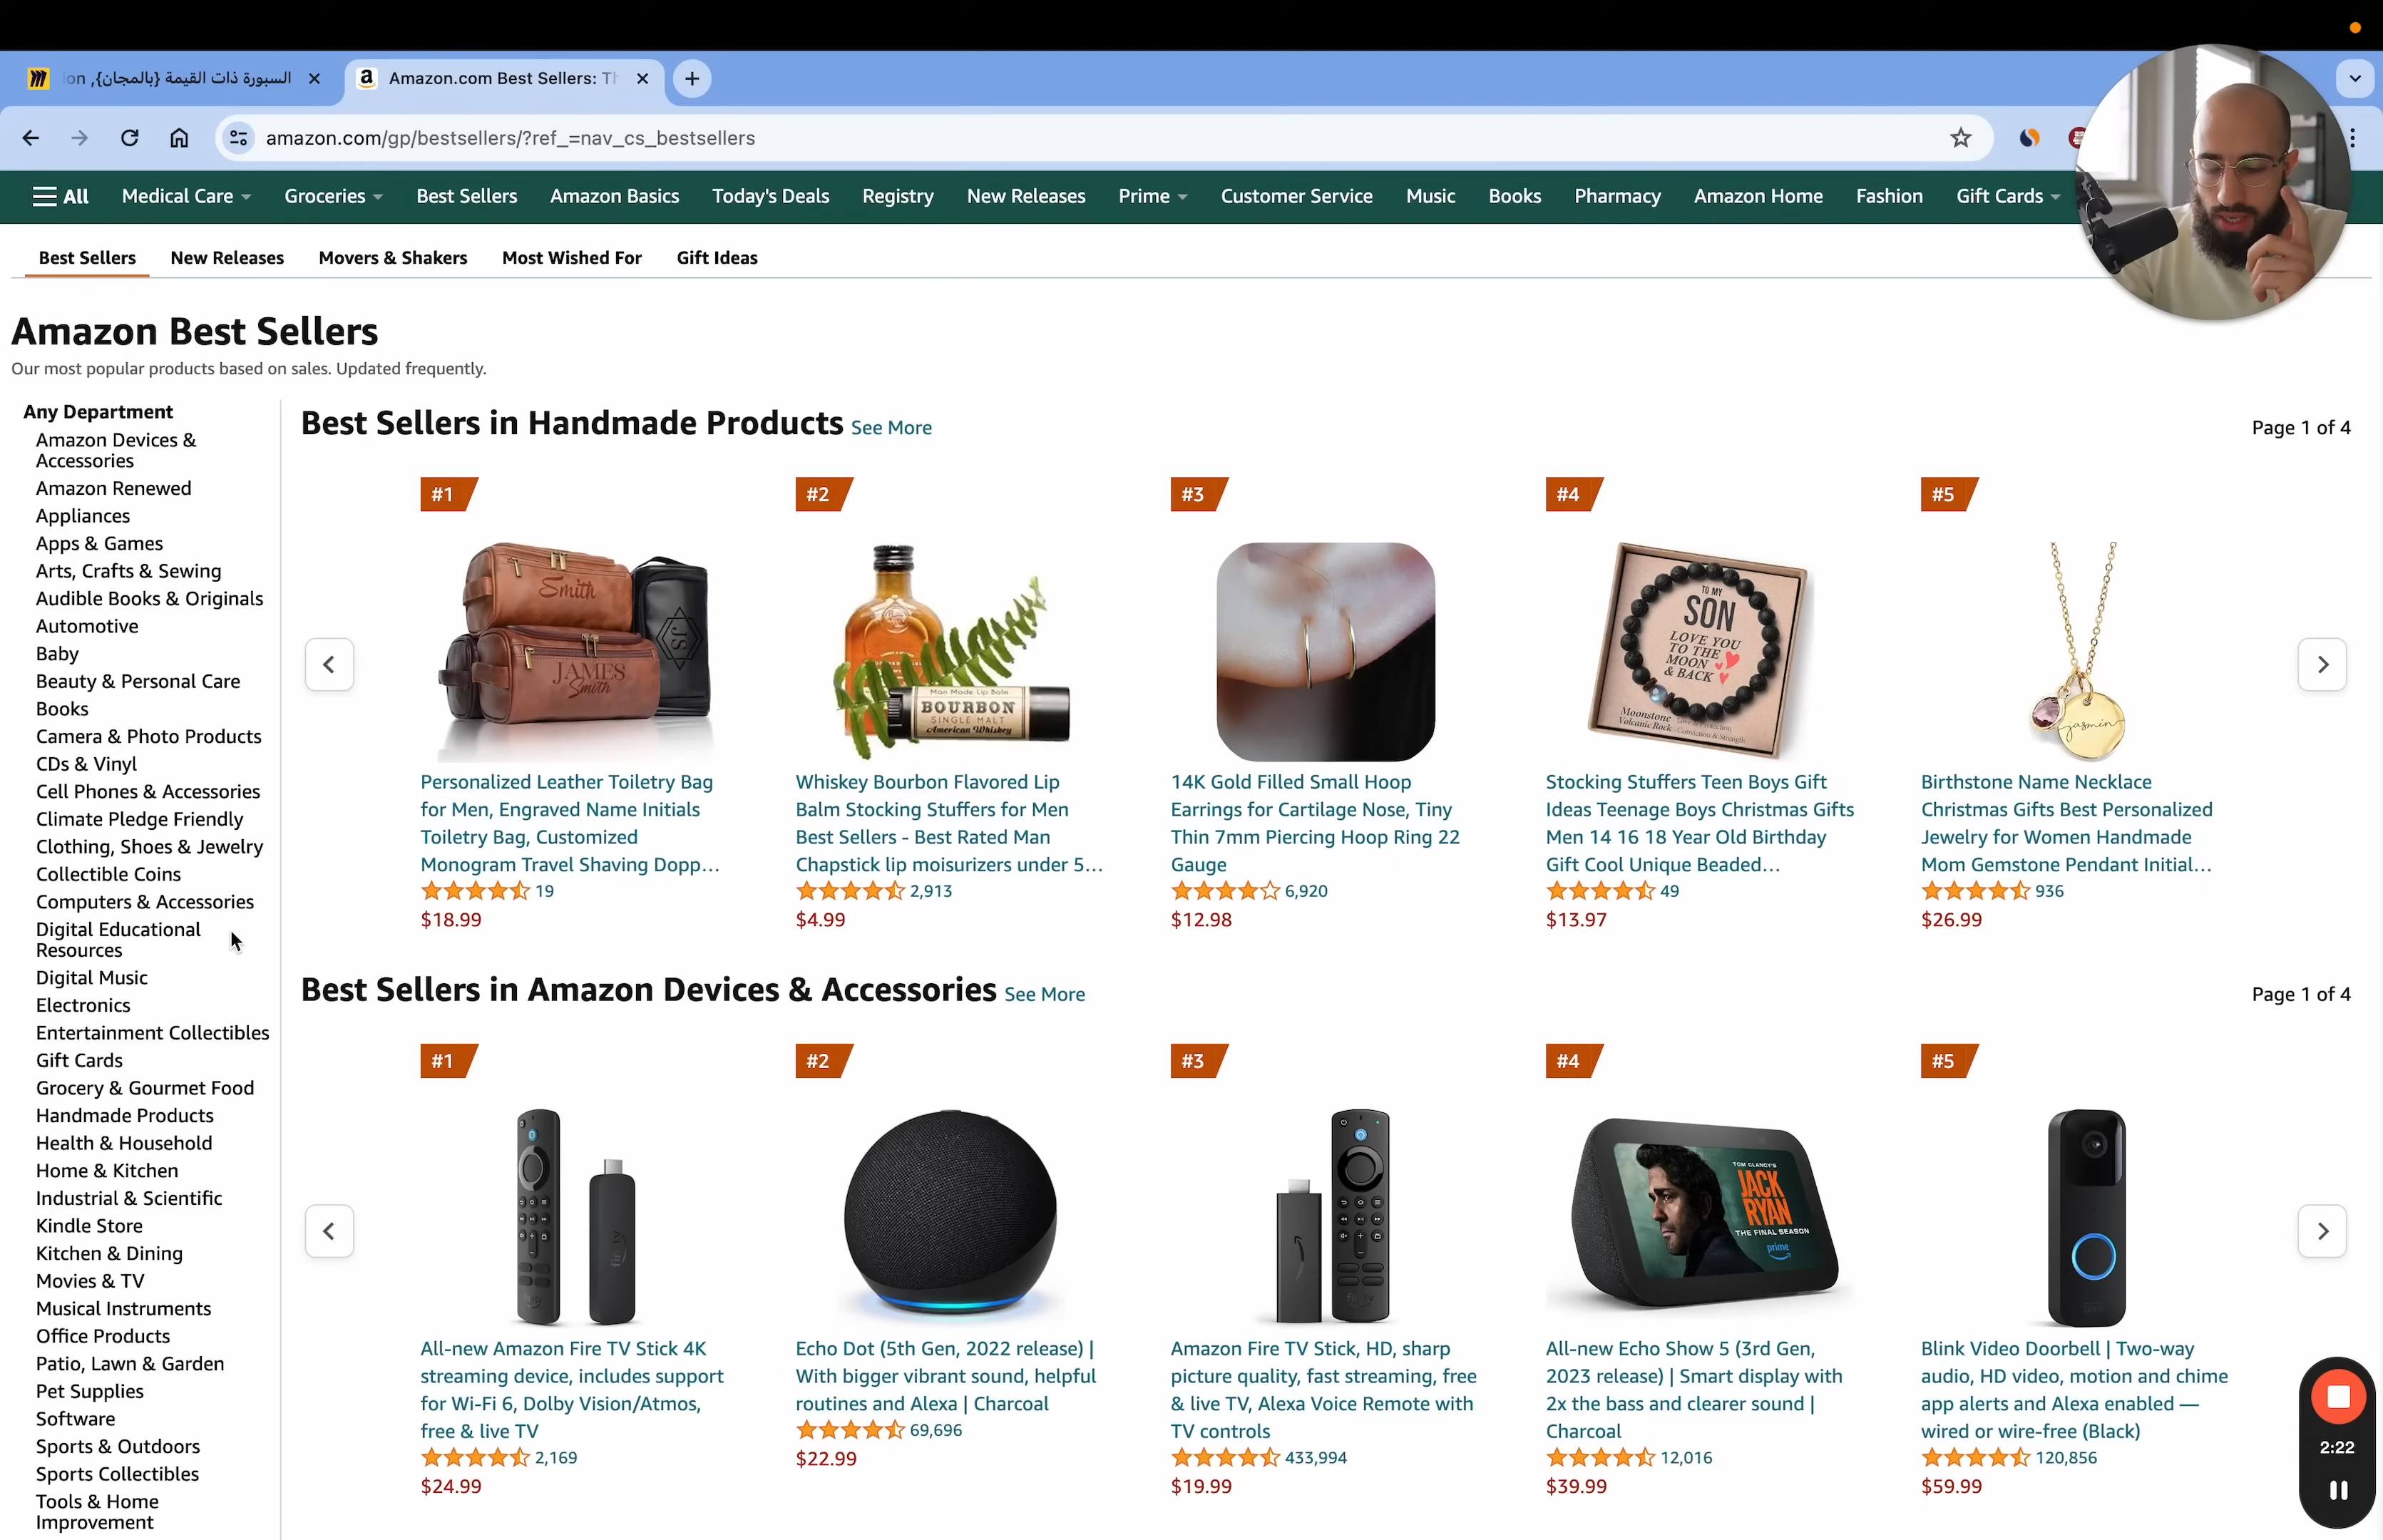 السبورة ذات القيمة {بالمجان}, ion
Amazon.com Best Sellers: Th
amazon.com/gp/bestsellers/?ref_=nav_cs_bestsellers
All Medical Care Groceries Best Sellers Amazon Basics Today's Deals Registry New Releases Prime Customer Service Music Books Pharmacy Amazon Home Fashion Gift Cards
Best Sellers New Releases Movers & Shakers Most Wished For Gift Ideas
Amazon Best Sellers
Our most popular products based on sales. Updated frequently.
Any Department
Amazon Devices &
Accessories
Amazon Renewed
Appliances
Apps & Games
Arts, Crafts & Sewing
Audible Books & Originals
Automotive
Baby
Beauty & Personal Care
Books
Camera & Photo Products
CDs & Vinyl
Cell Phones & Accessories
Climate Pledge Friendly
Clothing, Shoes & Jewelry
Collectible Coins
Computers & Accessories
Digital Educational
Resources
Digital Music
Electronics
Entertainment Collectibles
Gift Cards
Grocery & Gourmet Food
Handmade Products
Health & Household
Home & Kitchen
Industrial & Scientific
Kindle Store
Kitchen & Dining
Movies & TV
Musical Instruments
Office Products
Patio, Lawn & Garden
Pet Supplies
Software
Sports & Outdoors
Sports Collectibles
Tools & Home
Improvement
Best Sellers in Handmade Products See More
Page 1 of 4
#1
Smith
JAMES
Smith
SJ
Personalized Leather Toiletry Bag
for Men, Engraved Name Initials
Toiletry Bag, Customized
Monogram Travel Shaving Dopp…
19
$18.99
#2
Man Made Lip Balm
BOURBON
SINGLE MALT
American Whiskey
Whiskey Bourbon Flavored Lip
Balm Stocking Stuffers for Men
Best Sellers - Best Rated Man
Chapstick lip moisurizers under 5…
2,913
$4.99
#3
14K Gold Filled Small Hoop
Earrings for Cartilage Nose, Tiny
Thin 7mm Piercing Hoop Ring 22
Gauge
6,920
$12.98
#4
TO MY
SON
LOVE YOU
TO THE
MOON
& BACK
Moonstone
Volcanic Rock
Conviction & Strength
Stocking Stuffers Teen Boys Gift
Ideas Teenage Boys Christmas Gifts
Men 14 16 18 Year Old Birthday
Gift Cool Unique Beaded…
49
$13.97
#5
jasmin
Birthstone Name Necklace
Christmas Gifts Best Personalized
Jewelry for Women Handmade
Mom Gemstone Pendant Initial…
936
$26.99
Best Sellers in Amazon Devices & Accessories See More
Page 1 of 4
#1
All-new Amazon Fire TV Stick 4K
streaming device, includes support
for Wi-Fi 6, Dolby Vision/Atmos,
free & live TV
2,169
$24.99
#2
Echo Dot (5th Gen, 2022 release) |
With bigger vibrant sound, helpful
routines and Alexa | Charcoal
69,696
$22.99
#3
Amazon Fire TV Stick, HD, sharp
picture quality, fast streaming, free
& live TV, Alexa Voice Remote with
TV controls
433,994
$19.99
#4
TOM CLANCY'S
JACK
RYAN
THE FINAL SEASON
prime
All-new Echo Show 5 (3rd Gen,
2023 release) | Smart display with
2x the bass and clearer sound |
Charcoal
12,016
$39.99
#5
Blink Video Doorbell | Two-way
audio, HD video, motion and chime
app alerts and Alexa enabled —
wired or wire-free (Black)
120,856
$59.99
2:22